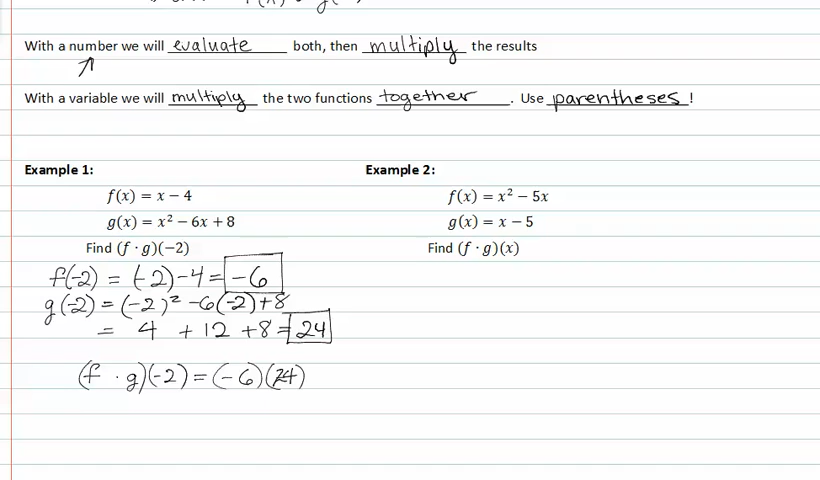 With a number we will evaluate both, then multiply the results
With a variable we will multiply the two functions together. Use parentheses!
Example 1:
f(x) = x − 4
g(x) = x² − 6x + 8
Find (f · g)(−2)
f(-2) = (-2)-4 = -6
g(-2) = (-2)² -6(-2)+8
= 4 +12 +8 = 24
(f · g)(-2) = (-6)(24)
Example 2:
f(x) = x² − 5x
g(x) = x − 5
Find (f · g)(x)